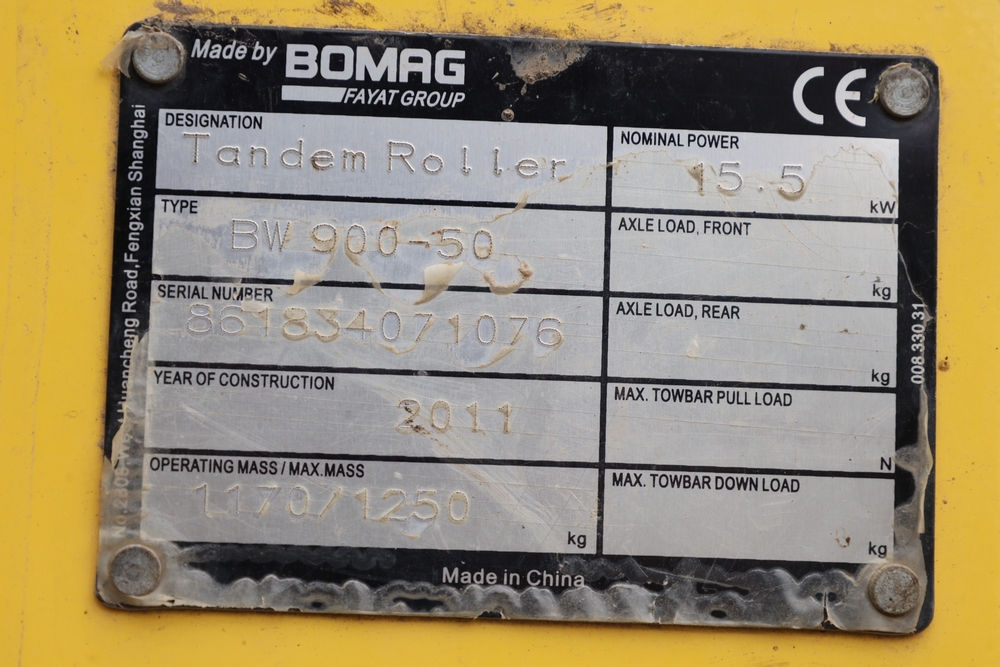 Made by BOMAG
FAYAT GROUP
CE
DESIGNATION
Tandem Roller
NOMINAL POWER
15.5
kW
TYPE
BW 900-50
AXLE LOAD, FRONT
kg
SERIAL NUMBER
861834071076
AXLE LOAD, REAR
kg
YEAR OF CONSTRUCTION
2011
MAX. TOWBAR PULL LOAD
N
OPERATING MASS / MAX.MASS
1170/1250
kg
MAX. TOWBAR DOWN LOAD
kg
Made in China
Huancheng Road,Fengxian Shanghai
008 330 31